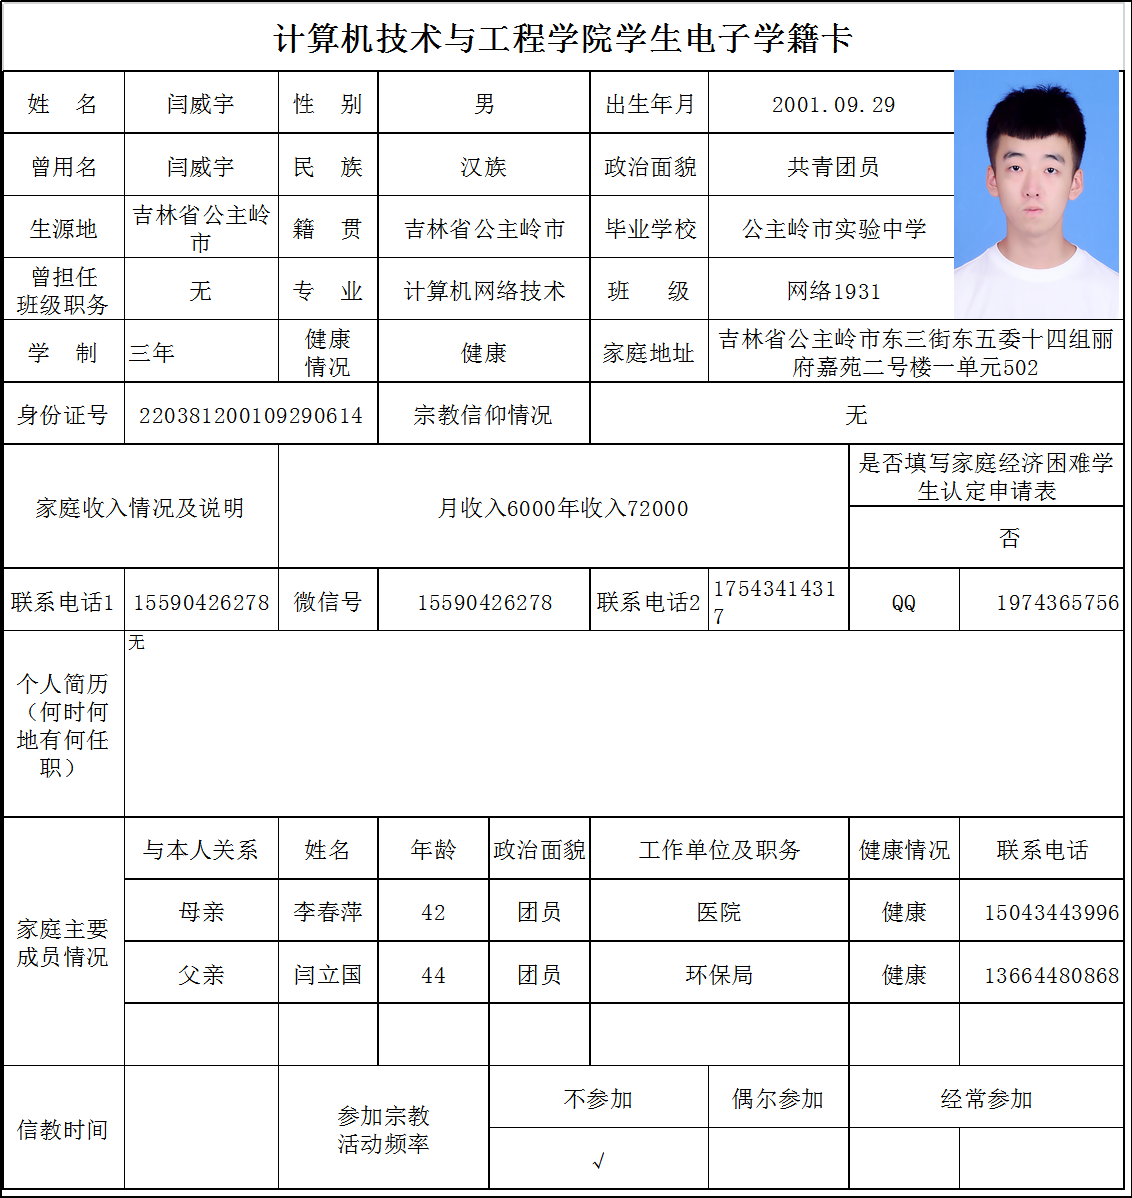 计算机技术与工程学院学生电子学籍卡
姓 名 闫威宇 性 别 男 出生年月 2001.09.29
曾用名 闫威宇 民 族 汉族 政治面貌 共青团员
生源地 吉林省公主岭 籍 贯 吉林省公主岭市 毕业学校 公主岭市实验中学
市
曾担任
班级职务 无 专 业 计算机网络技术 班 级 网络1931
学 制 三年 健康 健康 家庭地址 吉林省公主岭市东三街东五委十四组丽
情况 府嘉苑二号楼一单元502
身份证号 220381200109290614 宗教信仰情况 无
家庭收入情况及说明 月收入6000年收入72000 是否填写家庭经济困难学
生认定申请表
否
联系电话1 15590426278 微信号 15590426278 联系电话2 1754341431 QQ 1974365756
7
个人简历 无
（何时何
地有何任
职）
家庭主要
成员情况
与本人关系 姓名 年龄 政治面貌 工作单位及职务 健康情况 联系电话
母亲 李春萍 42 团员 医院 健康 15043443996
父亲 闫立国 44 团员 环保局 健康 13664480868
信教时间 参加宗教
活动频率
不参加 偶尔参加 经常参加
√